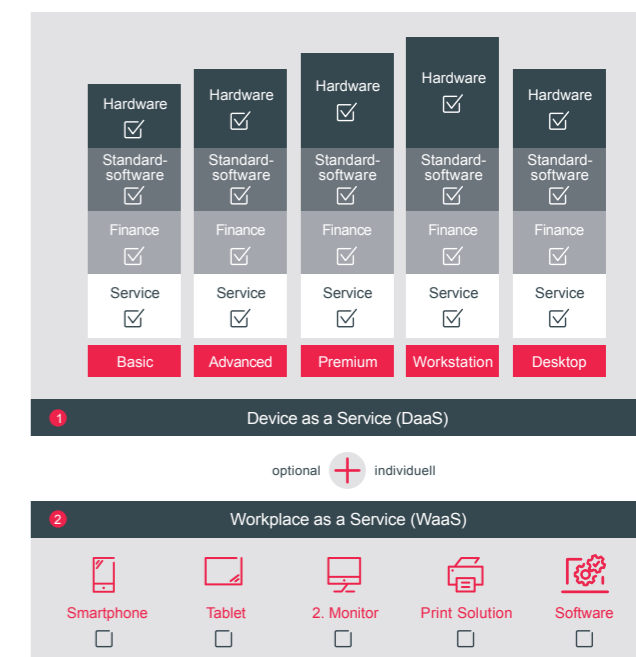 Hardware
Hardware
Hardware
Hardware
Hardware
Standard-
software
Standard-
software
Standard-
software
Standard-
software
Standard-
software
Finance
Finance
Finance
Finance
Finance
Service
Service
Service
Service
Service
Basic
Advanced
Premium
Workstation
Desktop
1
Device as a Service (DaaS)
optional
individuell
2
Workplace as a Service (WaaS)
Smartphone
Tablet
2. Monitor
Print Solution
Software